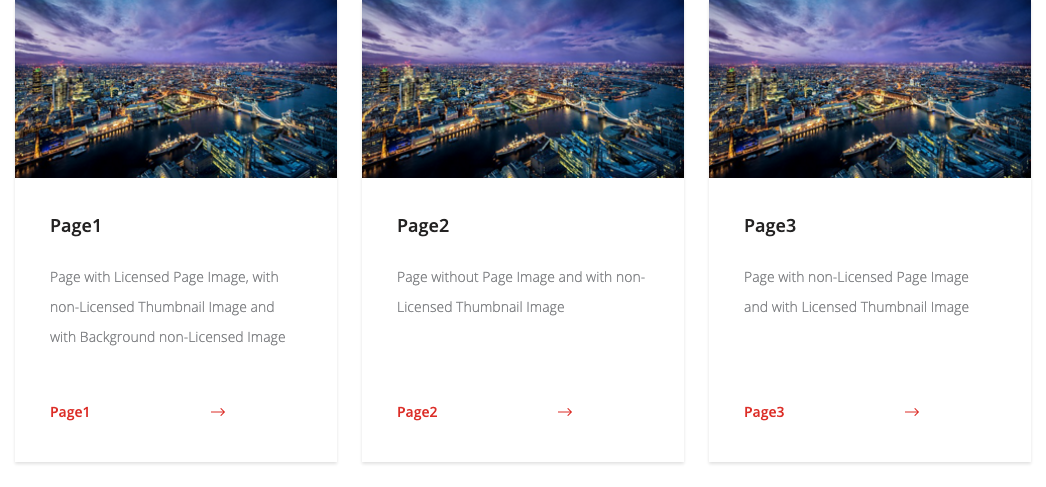 Page1
Page with Licensed Page Image, with
non-Licensed Thumbnail Image and
with Background non-Licensed Image
Page1
Page2
Page without Page Image and with non-
Licensed Thumbnail Image
Page2
Page3
Page with non-Licensed Page Image
and with Licensed Thumbnail Image
Page3